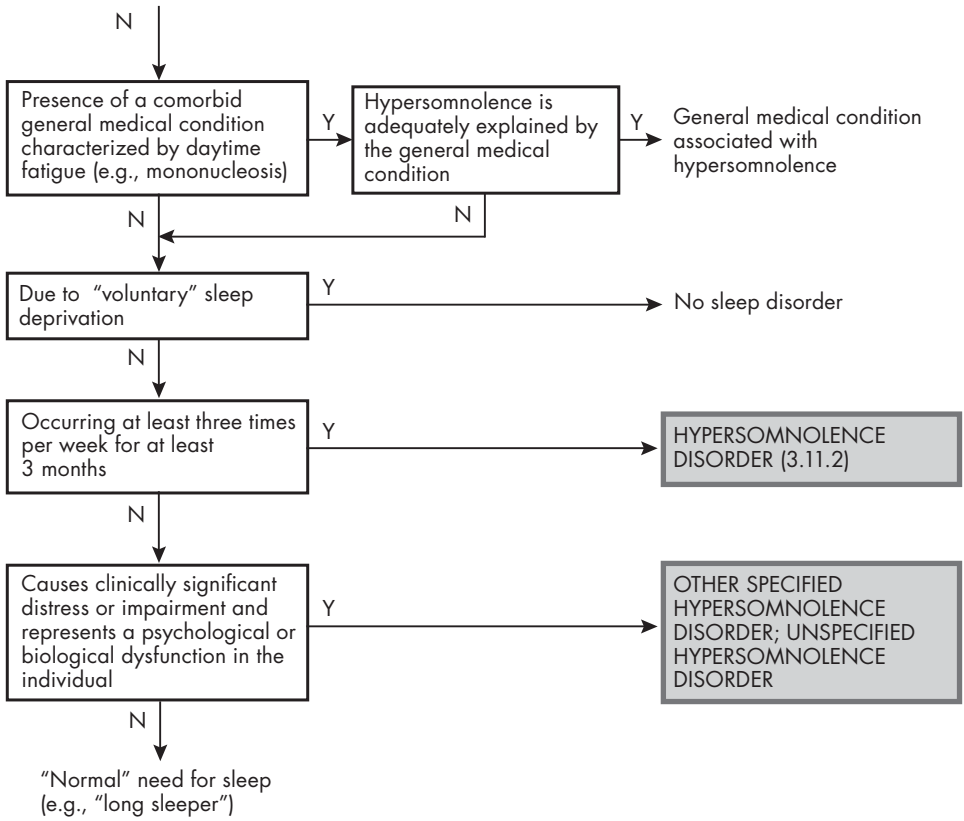 N
Presence of a comorbid
general medical condition
characterized by daytime
fatigue (e.g., mononucleosis)
Y
Hypersomnolence is
adequately explained by
the general medical
condition
Y
General medical condition
associated with
hypersomnolence
N
N
Due to “voluntary” sleep
deprivation
Y
No sleep disorder
N
Occurring at least three times
per week for at least
3 months
Y
HYPERSOMNOLENCE
DISORDER (3.11.2)
N
Causes clinically significant
distress or impairment and
represents a psychological or
biological dysfunction in the
individual
Y
OTHER SPECIFIED
HYPERSOMNOLENCE
DISORDER; UNSPECIFIED
HYPERSOMNOLENCE
DISORDER
N
“Normal” need for sleep
(e.g., “long sleeper”)